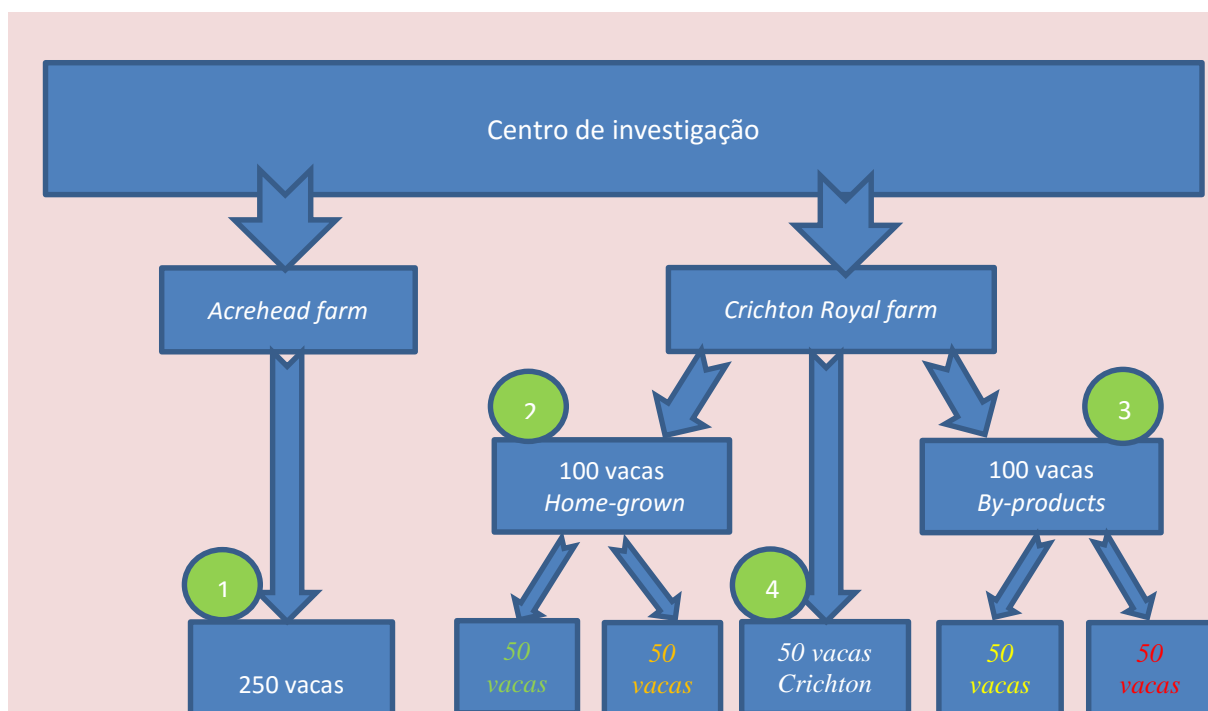 Centro de investigação
Acrehead farm
Crichton Royal farm
2
3
100 vacas
Home-grown
100 vacas
By-products
1
4
250 vacas
50
vacas
50
vacas
50 vacas
Crichton
50
vacas
50
vacas